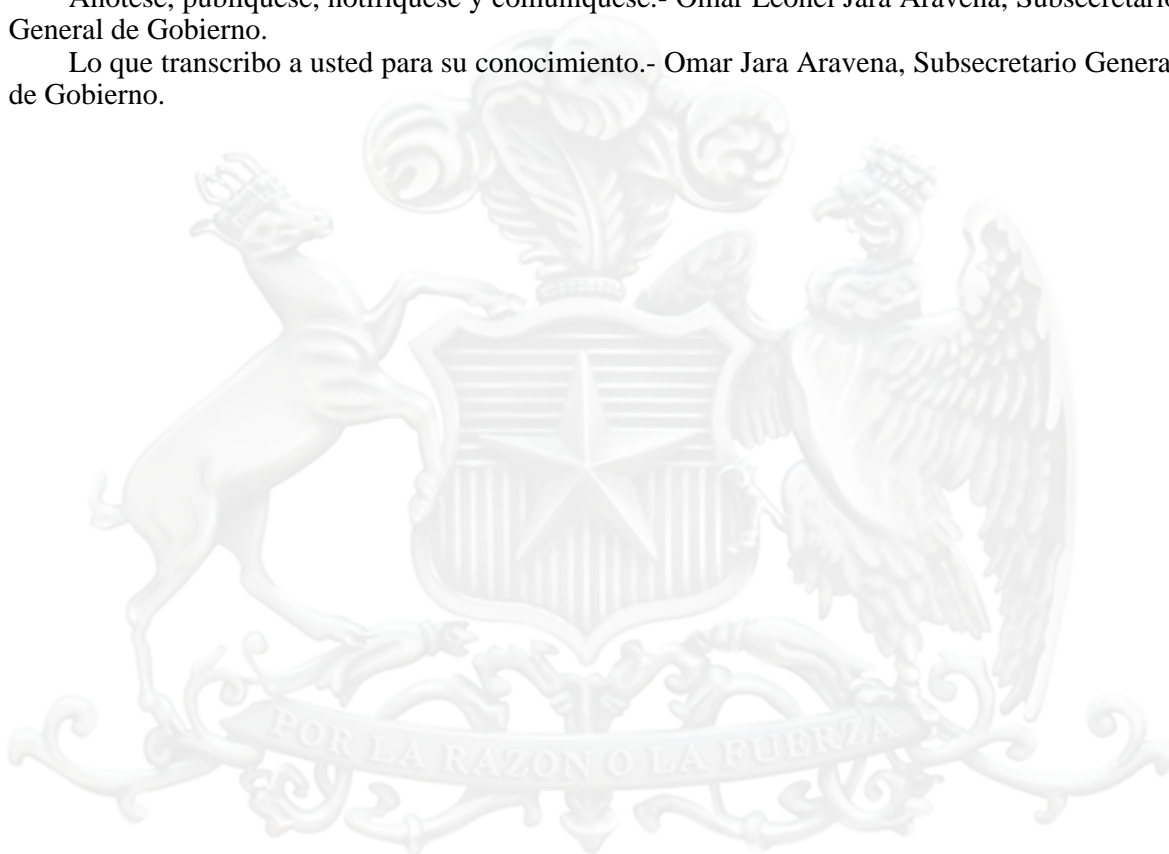 Anótese, publíquese, notifíquese y comuníquese.- Omar Leonel Jara Aravena, Subsecretario
General de Gobierno.
Lo que transcribo a usted para su conocimiento.- Omar Jara Aravena, Subsecretario General
de Gobierno.
POR LA RAZON O LA FUERZA